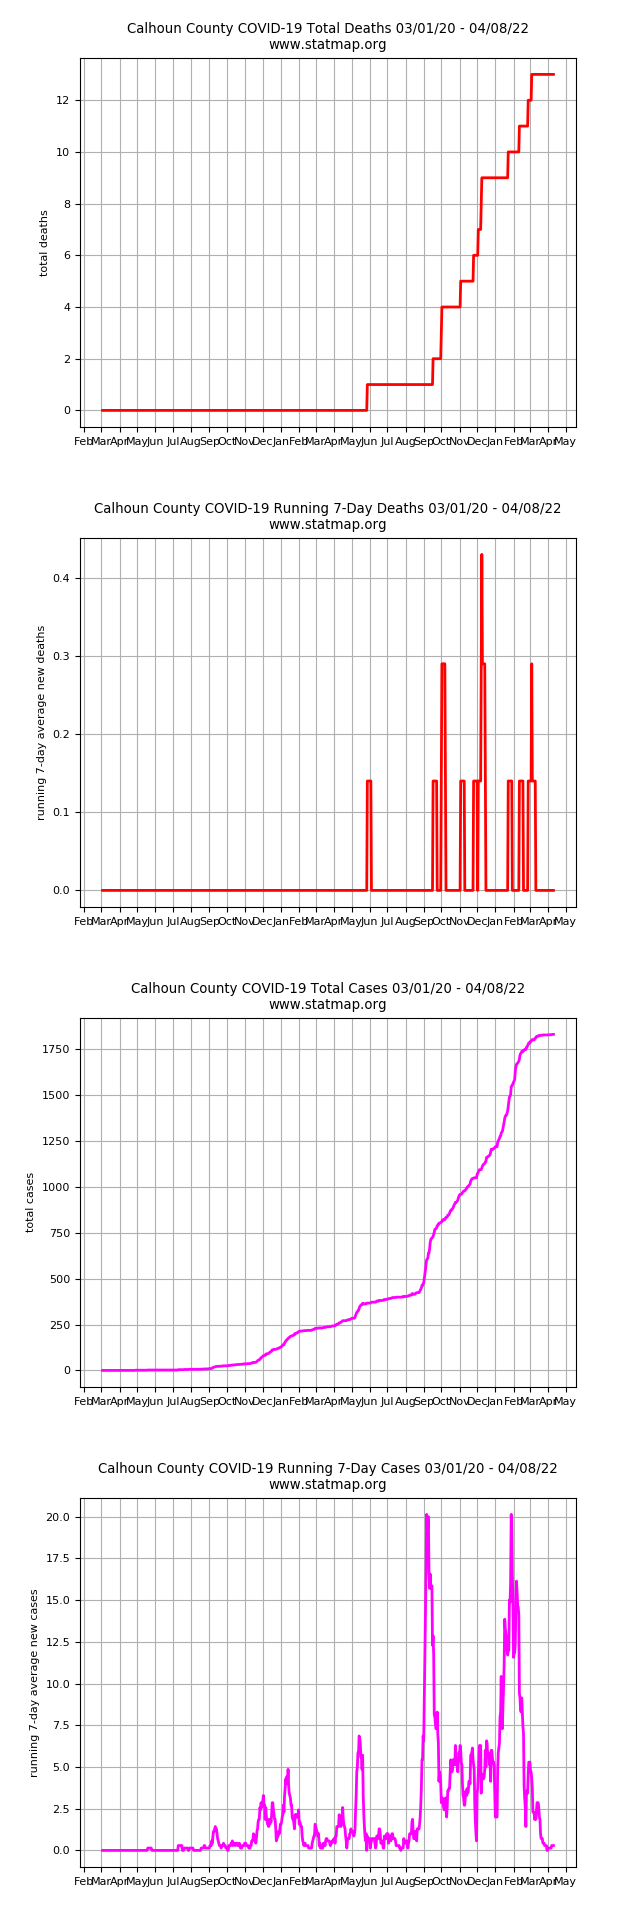 Calhoun County COVID-19 Total Deaths 03/01/20 - 04/08/22
www.statmap.org
12
10
8
6
4
2
0
total deaths
Feb Mar Apr May Jun Jul Aug Sep Oct Nov Dec Jan Feb Mar Apr May Jun Jul Aug Sep Oct Nov Dec Jan Feb Mar Apr May
Calhoun County COVID-19 Running 7-Day Deaths 03/01/20 - 04/08/22
www.statmap.org
0.4
0.3
0.2
0.1
0.0
running 7-day average new deaths
Feb Mar Apr May Jun Jul Aug Sep Oct Nov Dec Jan Feb Mar Apr May Jun Jul Aug Sep Oct Nov Dec Jan Feb Mar Apr May
Calhoun County COVID-19 Total Cases 03/01/20 - 04/08/22
www.statmap.org
1750
1500
1250
1000
750
500
250
0
total cases
Feb Mar Apr May Jun Jul Aug Sep Oct Nov Dec Jan Feb Mar Apr May Jun Jul Aug Sep Oct Nov Dec Jan Feb Mar Apr May
Calhoun County COVID-19 Running 7-Day Cases 03/01/20 - 04/08/22
www.statmap.org
20.0
17.5
15.0
12.5
10.0
7.5
5.0
2.5
0.0
running 7-day average new cases
Feb Mar Apr May Jun Jul Aug Sep Oct Nov Dec Jan Feb Mar Apr May Jun Jul Aug Sep Oct Nov Dec Jan Feb Mar Apr May